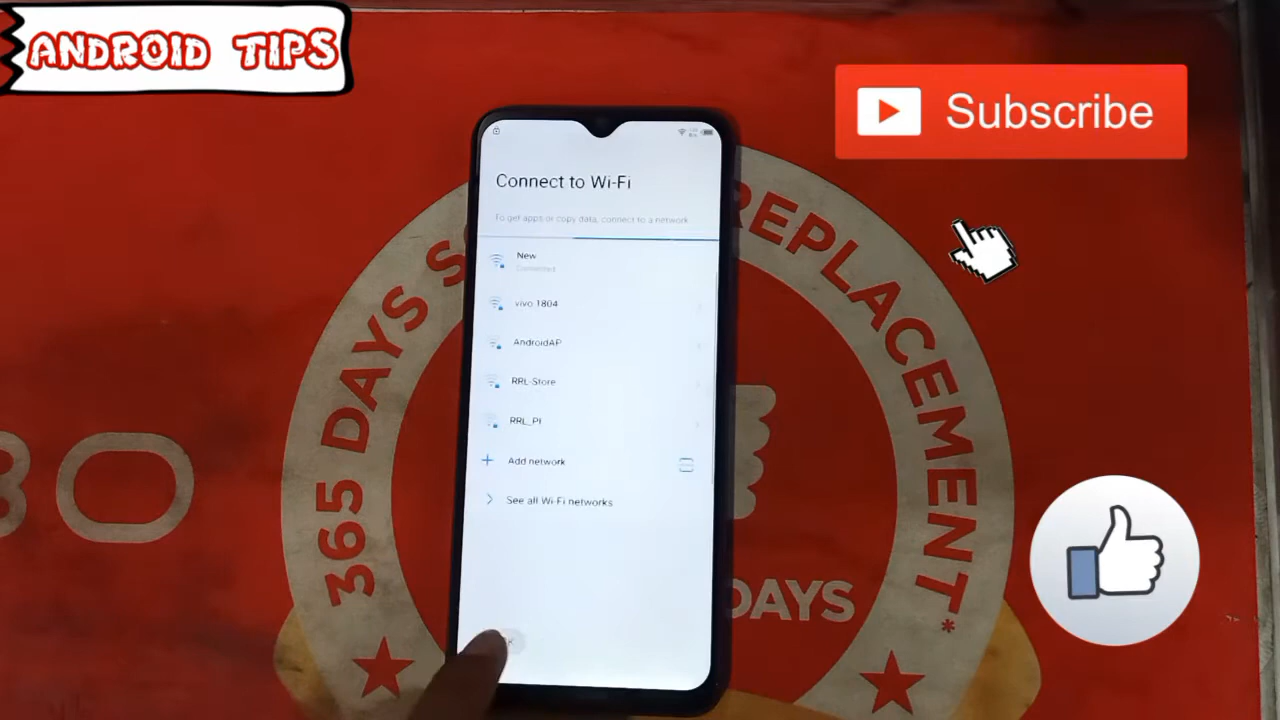 ANDROID TIPS
Subscribe
Connect to Wi-Fi
To get apps or copy data, connect to a network
New
Connected
vivo 1804
AndroidAP
RRL-Store
RRL_PI
Add network
See all Wi-Fi networks
365 DAYS
REPLACEMENT*
DAYS